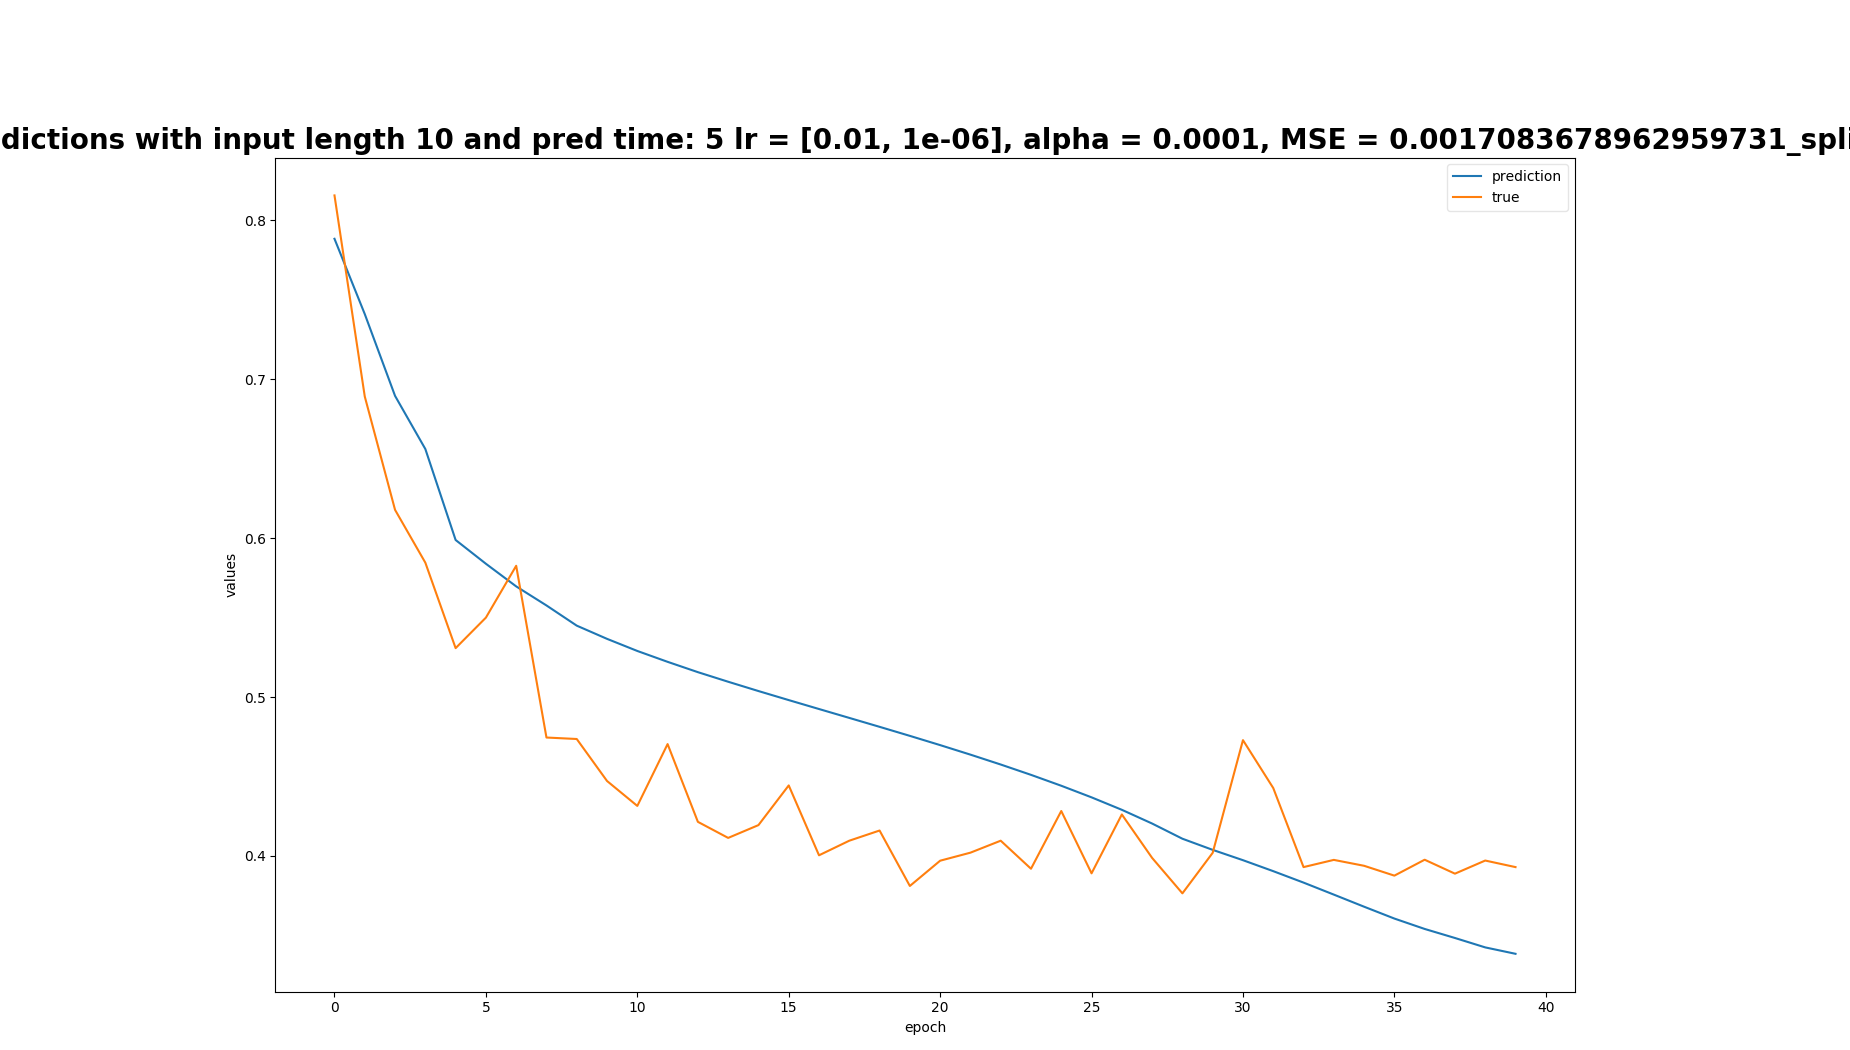 dictions with input length 10 and pred time: 5 lr = [0.01, 1e-06], alpha = 0.0001, MSE = 0.0017083678962959731_spli
prediction
true
0.8
0.7
0.6
0.5
0.4
values
0 5 10 15 20 25 30 35 40
epoch